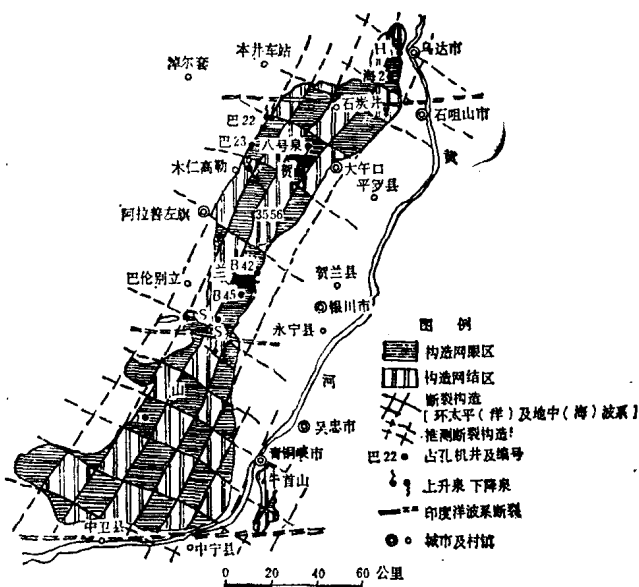 乌达市
H
本井车站
海2
石炭井
石咀山市
巴22
巴23
八号泉
黄
贺
大午口
木仁高勒
平罗县
阿拉善左旗
3556
兰
B42
贺兰县
巴伦别立
B45
银川市
S
S
永宁县
河
山
吴忠市
青铜峡市
牛首山
中卫县
中宁县
0 20 40 60 公里
图 例
构造网眼区
构造网结区
断裂构造
[环太平(洋)及地中(海)波系]
推测断裂构造
巴22 占孔机井及编号
上升泉 下降泉
印度洋波系断裂
城市及村镇